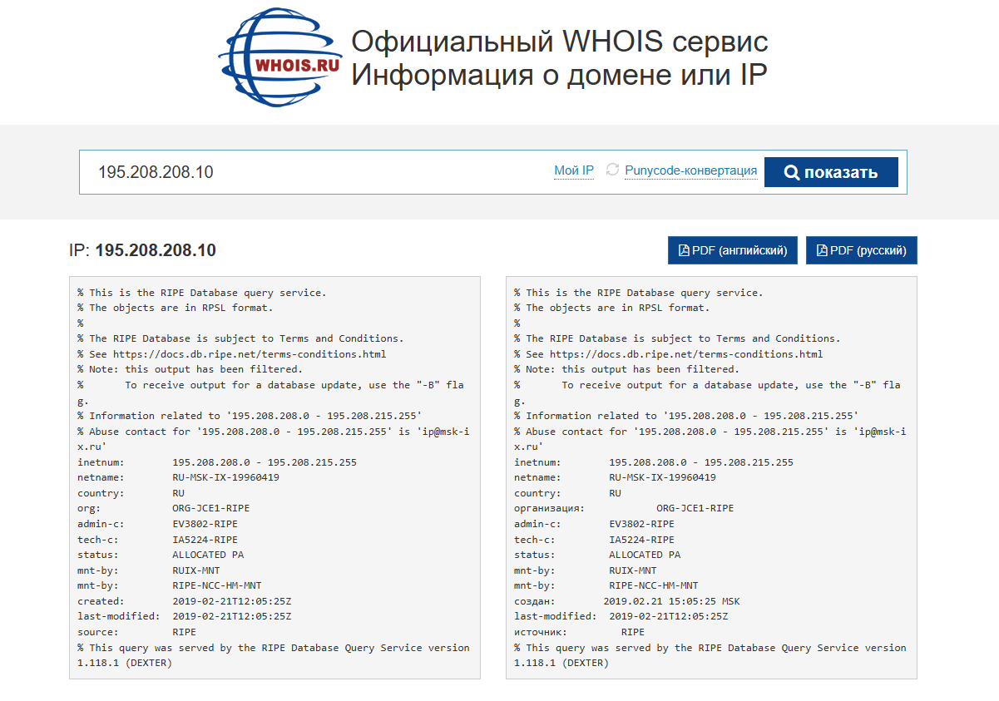 WHOIS.RU
Официальный WHOIS сервис
Информация о домене или IP
195.208.208.10
Мой IP
Punycode-конвертация
показать
IP: 195.208.208.10
PDF (английский)
PDF (русский)
% This is the RIPE Database query service.
% The objects are in RPSL format.
%
% The RIPE Database is subject to Terms and Conditions.
% See https://docs.db.ripe.net/terms-conditions.html
% Note: this output has been filtered.
%       To receive output for a database update, use the "-B" fla
g.
% Information related to '195.208.208.0 - 195.208.215.255'
% Abuse contact for '195.208.208.0 - 195.208.215.255' is 'ip@msk-i
x.ru'
inetnum:        195.208.208.0 - 195.208.215.255
netname:        RU-MSK-IX-19960419
country:        RU
org:            ORG-JCE1-RIPE
admin-c:        EV3802-RIPE
tech-c:         IA5224-RIPE
status:         ALLOCATED PA
mnt-by:         RUIX-MNT
mnt-by:         RIPE-NCC-HM-MNT
created:        2019-02-21T12:05:25Z
last-modified:  2019-02-21T12:05:25Z
source:         RIPE
% This query was served by the RIPE Database Query Service version
1.118.1 (DEXTER)
% This is the RIPE Database query service.
% The objects are in RPSL format.
%
% The RIPE Database is subject to Terms and Conditions.
% See https://docs.db.ripe.net/terms-conditions.html
% Note: this output has been filtered.
%       To receive output for a database update, use the "-B" fla
g.
% Information related to '195.208.208.0 - 195.208.215.255'
% Abuse contact for '195.208.208.0 - 195.208.215.255' is 'ip@msk-i
x.ru'
inetnum:        195.208.208.0 - 195.208.215.255
netname:        RU-MSK-IX-19960419
country:        RU
организация:            ORG-JCE1-RIPE
admin-c:        EV3802-RIPE
tech-c:         IA5224-RIPE
status:         ALLOCATED PA
mnt-by:         RUIX-MNT
mnt-by:         RIPE-NCC-HM-MNT
создан:        2019.02.21 15:05:25 MSK
last-modified:  2019-02-21T12:05:25Z
источник:         RIPE
% This query was served by the RIPE Database Query Service version
1.118.1 (DEXTER)